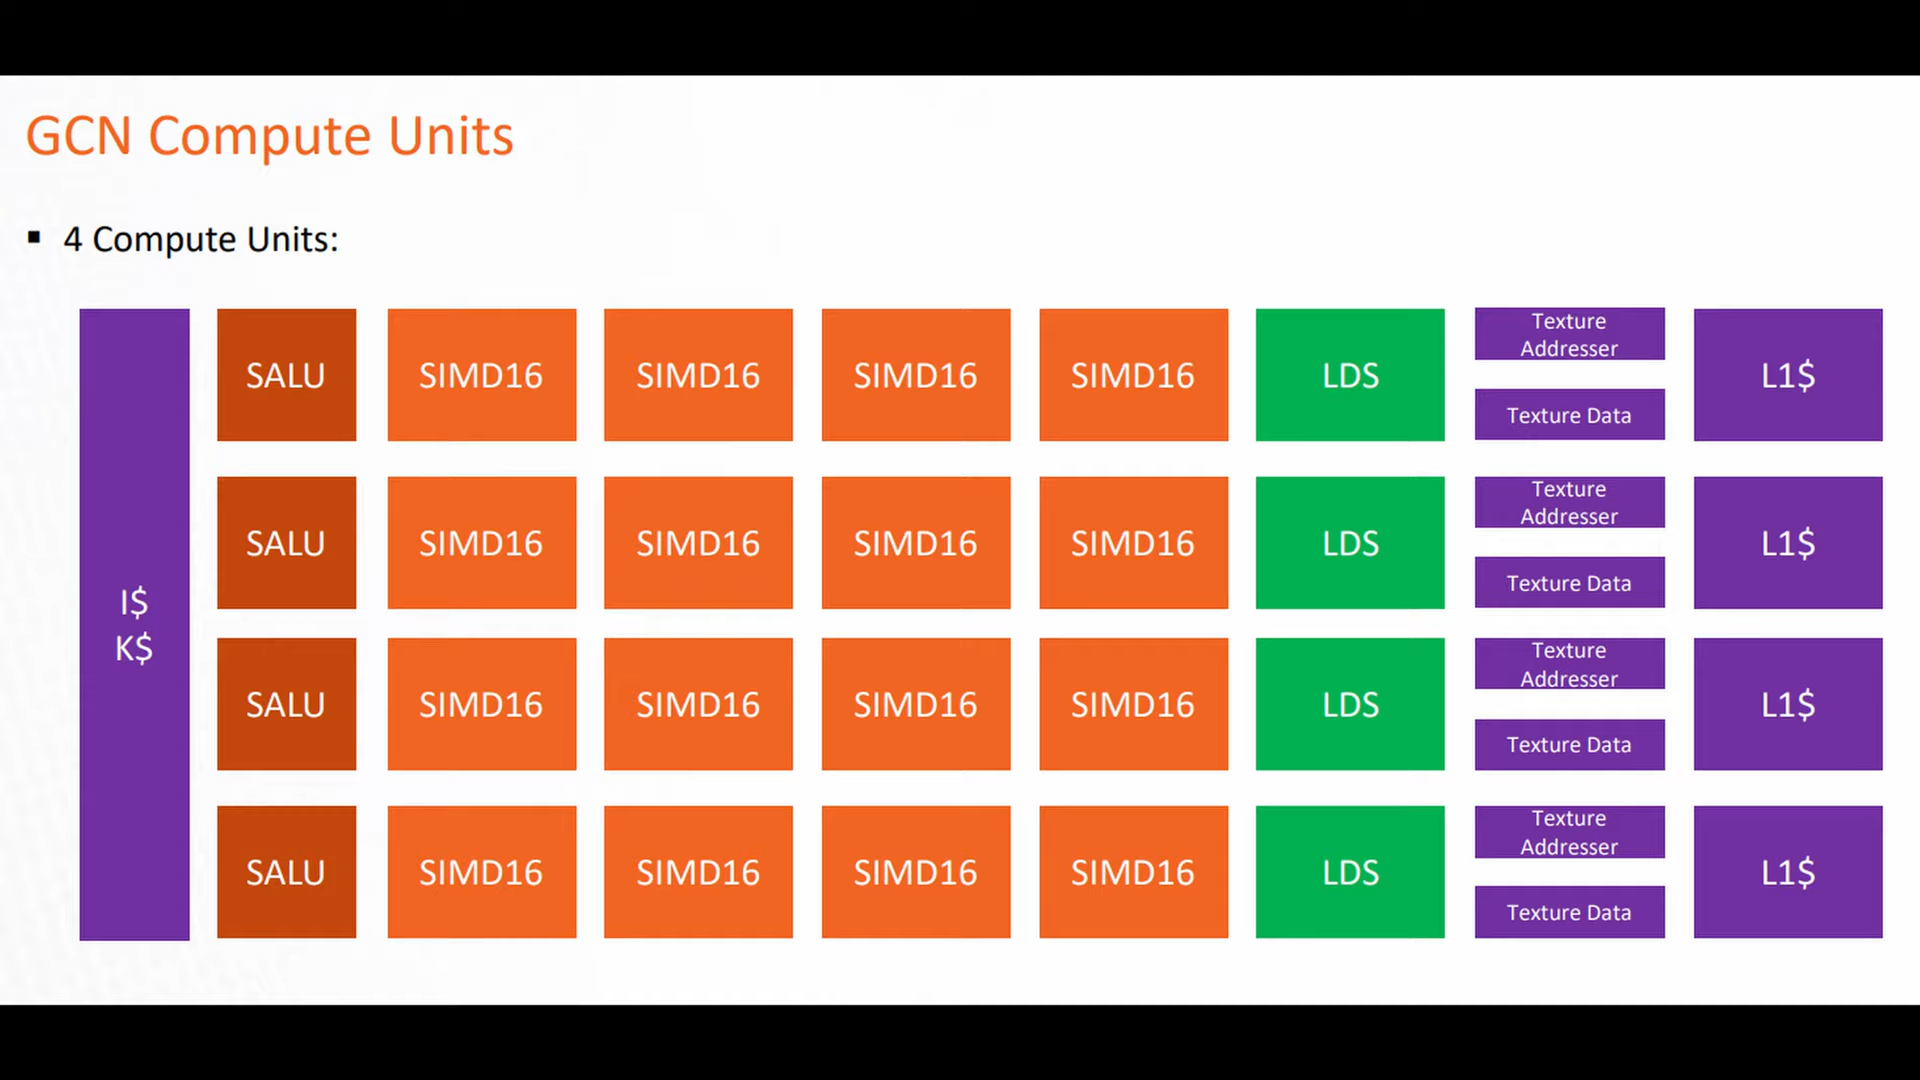 GCN Compute Units
▪ 4 Compute Units:
I$
K$
SALU
SIMD16
SIMD16
SIMD16
SIMD16
LDS
Texture
Addresser
Texture Data
L1$
SALU
SIMD16
SIMD16
SIMD16
SIMD16
LDS
Texture
Addresser
Texture Data
L1$
SALU
SIMD16
SIMD16
SIMD16
SIMD16
LDS
Texture
Addresser
Texture Data
L1$
SALU
SIMD16
SIMD16
SIMD16
SIMD16
LDS
Texture
Addresser
Texture Data
L1$